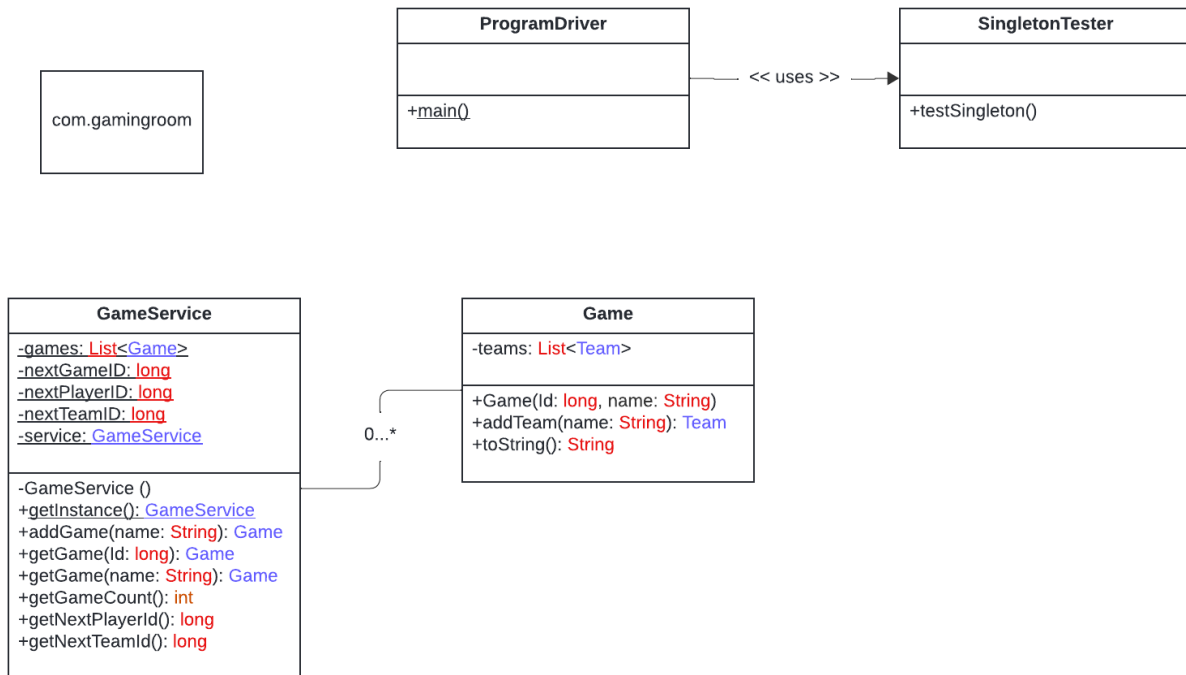 ProgramDriver
+main()
<< uses >>
SingletonTester
+testSingleton()
com.gamingroom
GameService
-games: List<Game>
-nextGameID: long
-nextPlayerID: long
-nextTeamID: long
-service: GameService
-GameService ()
+getInstance(): GameService
+addGame(name: String): Game
+getGame(Id: long): Game
+getGame(name: String): Game
+getGameCount(): int
+getNextPlayerId(): long
+getNextTeamId(): long
0...*
Game
-teams: List<Team>
+Game(Id: long, name: String)
+addTeam(name: String): Team
+toString(): String